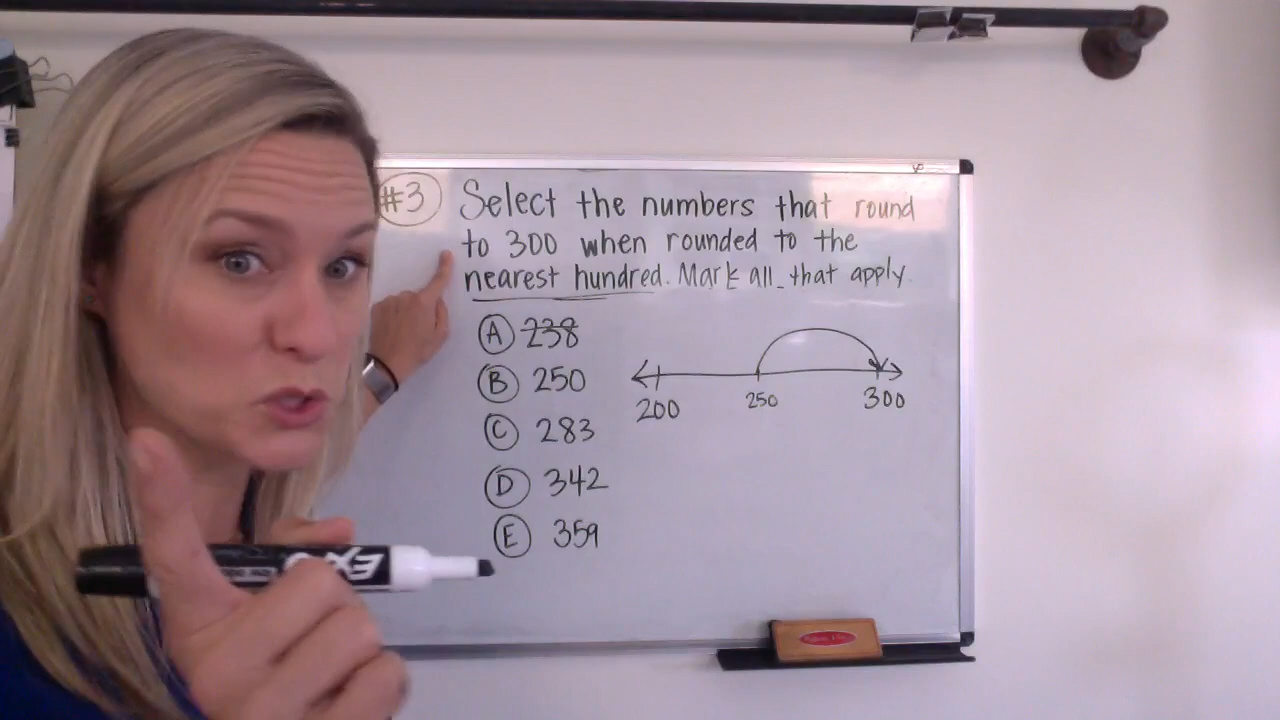 #3 Select the numbers that round
to 300 when rounded to the
nearest hundred. Mark all that apply.
A 238
B 250
C 283
D 342
E 359
200 250 300
EXPO